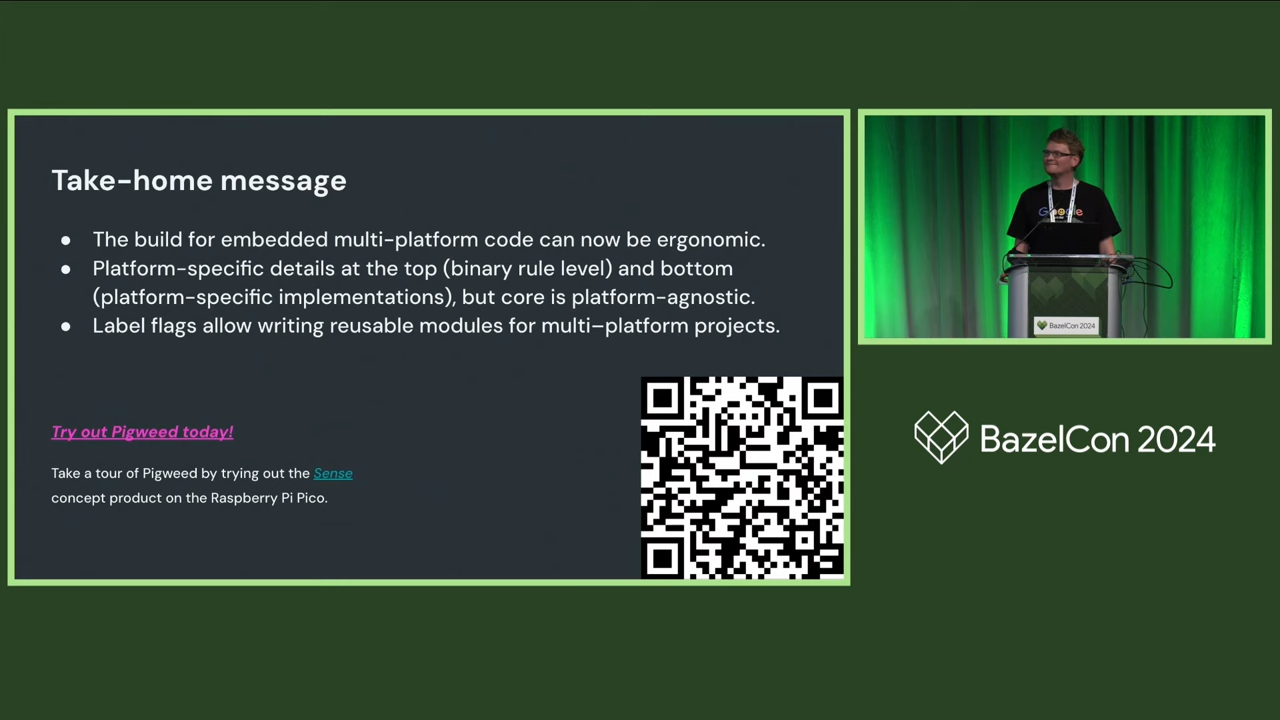 Take-home message
● The build for embedded multi-platform code can now be ergonomic.
● Platform-specific details at the top (binary rule level) and bottom
(platform-specific implementations), but core is platform-agnostic.
● Label flags allow writing reusable modules for multi–platform projects.
Try out Pigweed today!
Take a tour of Pigweed by trying out the Sense
concept product on the Raspberry Pi Pico.
Google
BazelCon 2024
BazelCon 2024